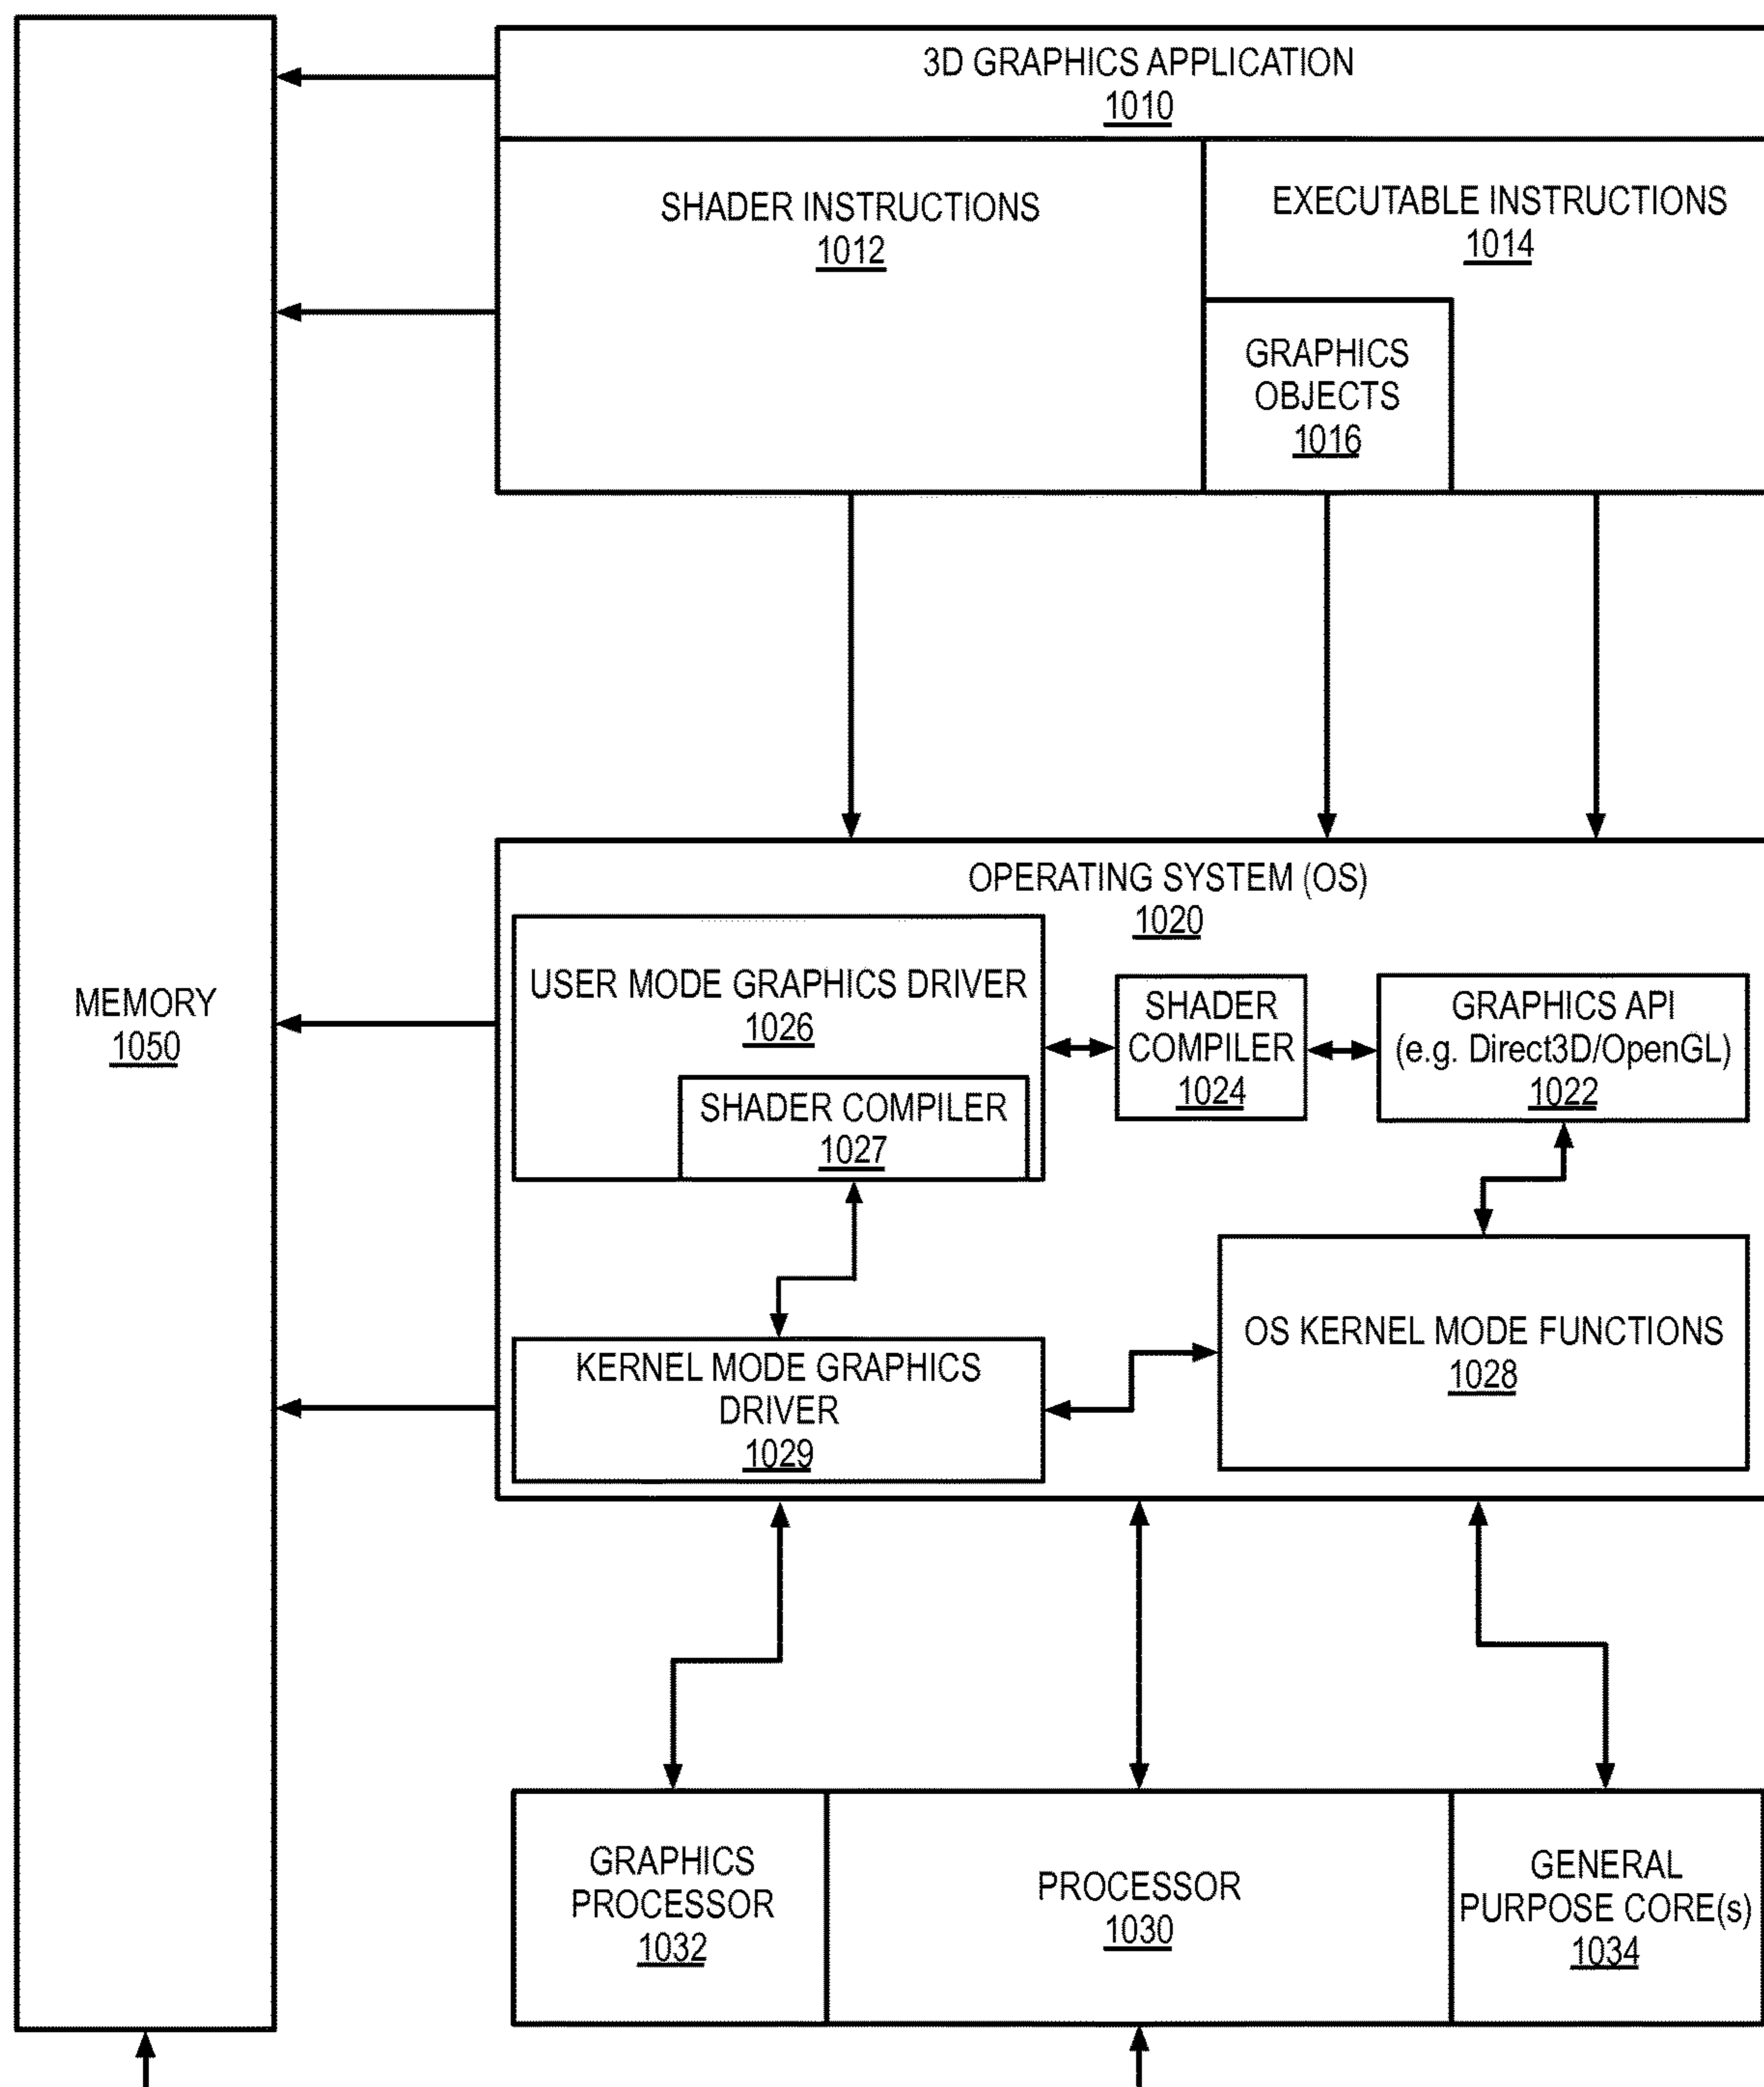 3D GRAPHICS APPLICATION
1010
SHADER INSTRUCTIONS
1012
EXECUTABLE INSTRUCTIONS
1014
GRAPHICS
OBJECTS
1016
MEMORY
1050
OPERATING SYSTEM (OS)
1020
USER MODE GRAPHICS DRIVER
1026
SHADER COMPILER
1027
SHADER
COMPILER
1024
GRAPHICS API
(e.g. Direct3D/OpenGL)
1022
KERNEL MODE GRAPHICS
DRIVER
1029
OS KERNEL MODE FUNCTIONS
1028
GRAPHICS
PROCESSOR
1032
PROCESSOR
1030
GENERAL
PURPOSE CORE(s)
1034